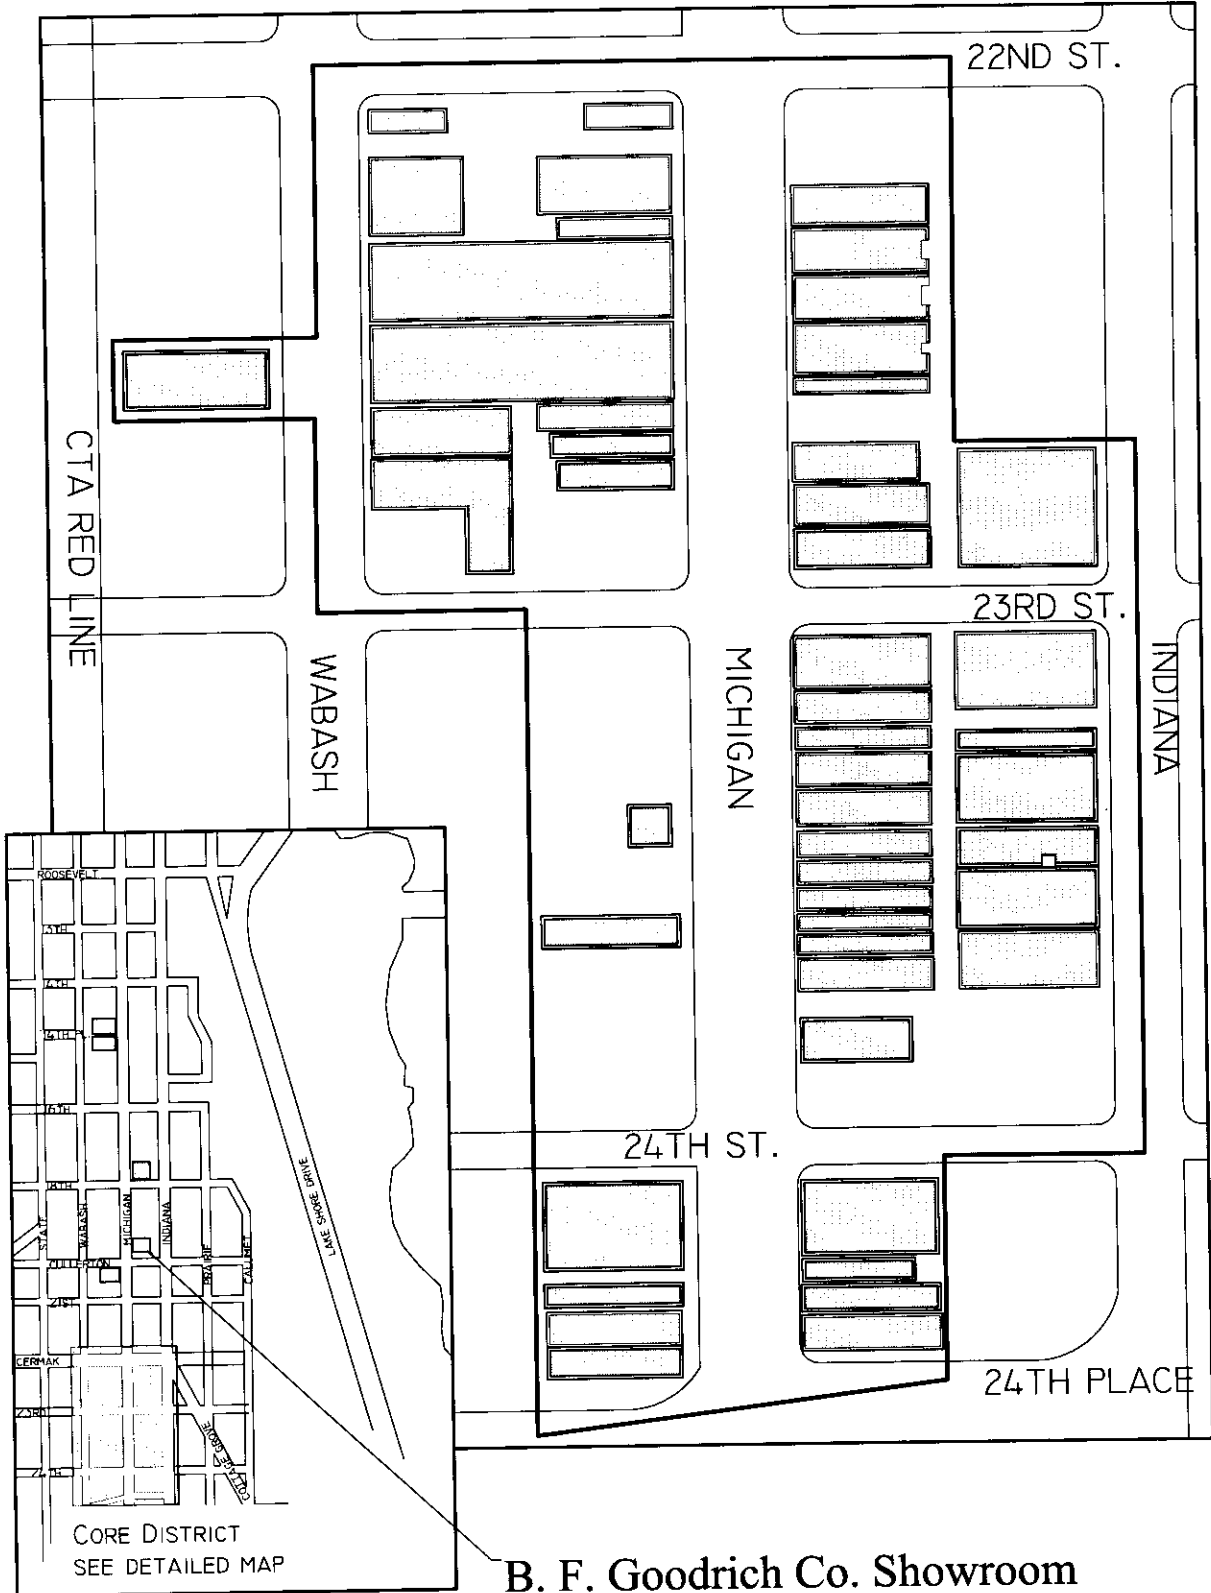 22ND ST.
CTA RED LINE
23RD ST.
WABASH
MICHIGAN
INDIANA
24TH ST.
24TH PLACE
ROOSEVELT
13TH
14TH
14TH PL
16TH
18TH
STATE
WABASH
MICHIGAN
INDIANA
PRAIRIE
CALUMET
LAKE SHORE DRIVE
CULLERTON
21ST
CERMAK
23RD
24TH
COTTAGE GROVE
CORE DISTRICT
SEE DETAILED MAP
B. F. Goodrich Co. Showroom